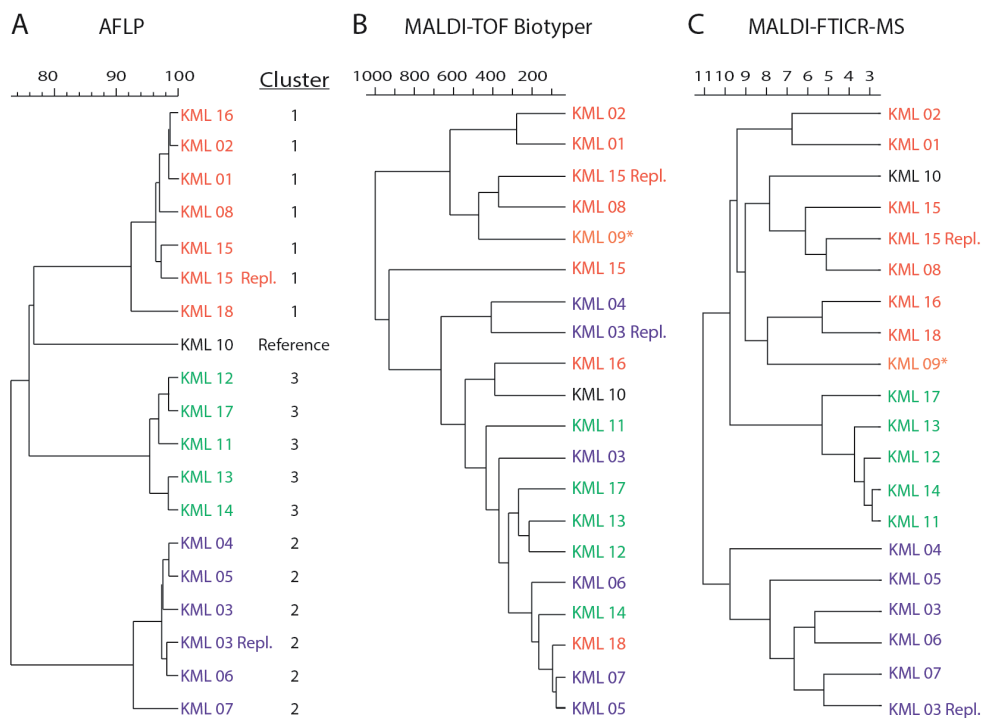 A AFLP
80 90 100 Cluster
KML 16 1
KML 02 1
KML 01 1
KML 08 1
KML 15 1
KML 15 Repl. 1
KML 18 1
KML 10 Reference
KML 12 3
KML 17 3
KML 11 3
KML 13 3
KML 14 3
KML 04 2
KML 05 2
KML 03 2
KML 03 Repl. 2
KML 06 2
KML 07 2
B MALDI-TOF Biotyper
1000 800 600 400 200
KML 02
KML 01
KML 15 Repl.
KML 08
KML 09*
KML 15
KML 04
KML 03 Repl.
KML 16
KML 10
KML 11
KML 03
KML 17
KML 13
KML 12
KML 06
KML 14
KML 18
KML 07
KML 05
C MALDI-FTICR-MS
11 10 9 8 7 6 5 4 3
KML 02
KML 01
KML 10
KML 15
KML 15 Repl.
KML 08
KML 16
KML 18
KML 09*
KML 17
KML 13
KML 12
KML 14
KML 11
KML 04
KML 05
KML 03
KML 06
KML 07
KML 03 Repl.